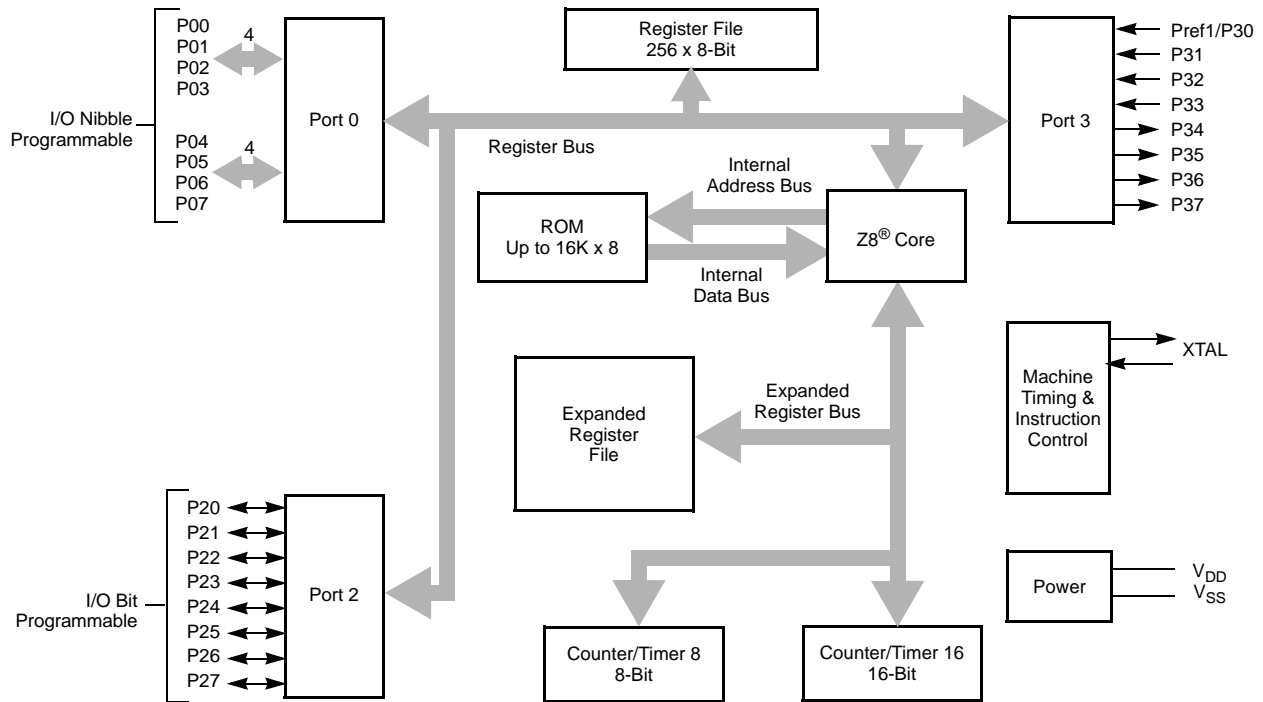 P00
P01
P02
P03
4
I/O Nibble
Programmable
P04
P05
P06
P07
4
Port 0
Register File
256 x 8-Bit
Register Bus
Internal
Address Bus
ROM
Up to 16K x 8
Internal
Data Bus
Z8® Core
Port 3
Pref1/P30
P31
P32
P33
P34
P35
P36
P37
Expanded
Register
File
Expanded
Register Bus
Machine
Timing &
Instruction
Control
XTAL
I/O Bit
Programmable
P20
P21
P22
P23
P24
P25
P26
P27
Port 2
Counter/Timer 8
8-Bit
Counter/Timer 16
16-Bit
Power
VDD
VSS